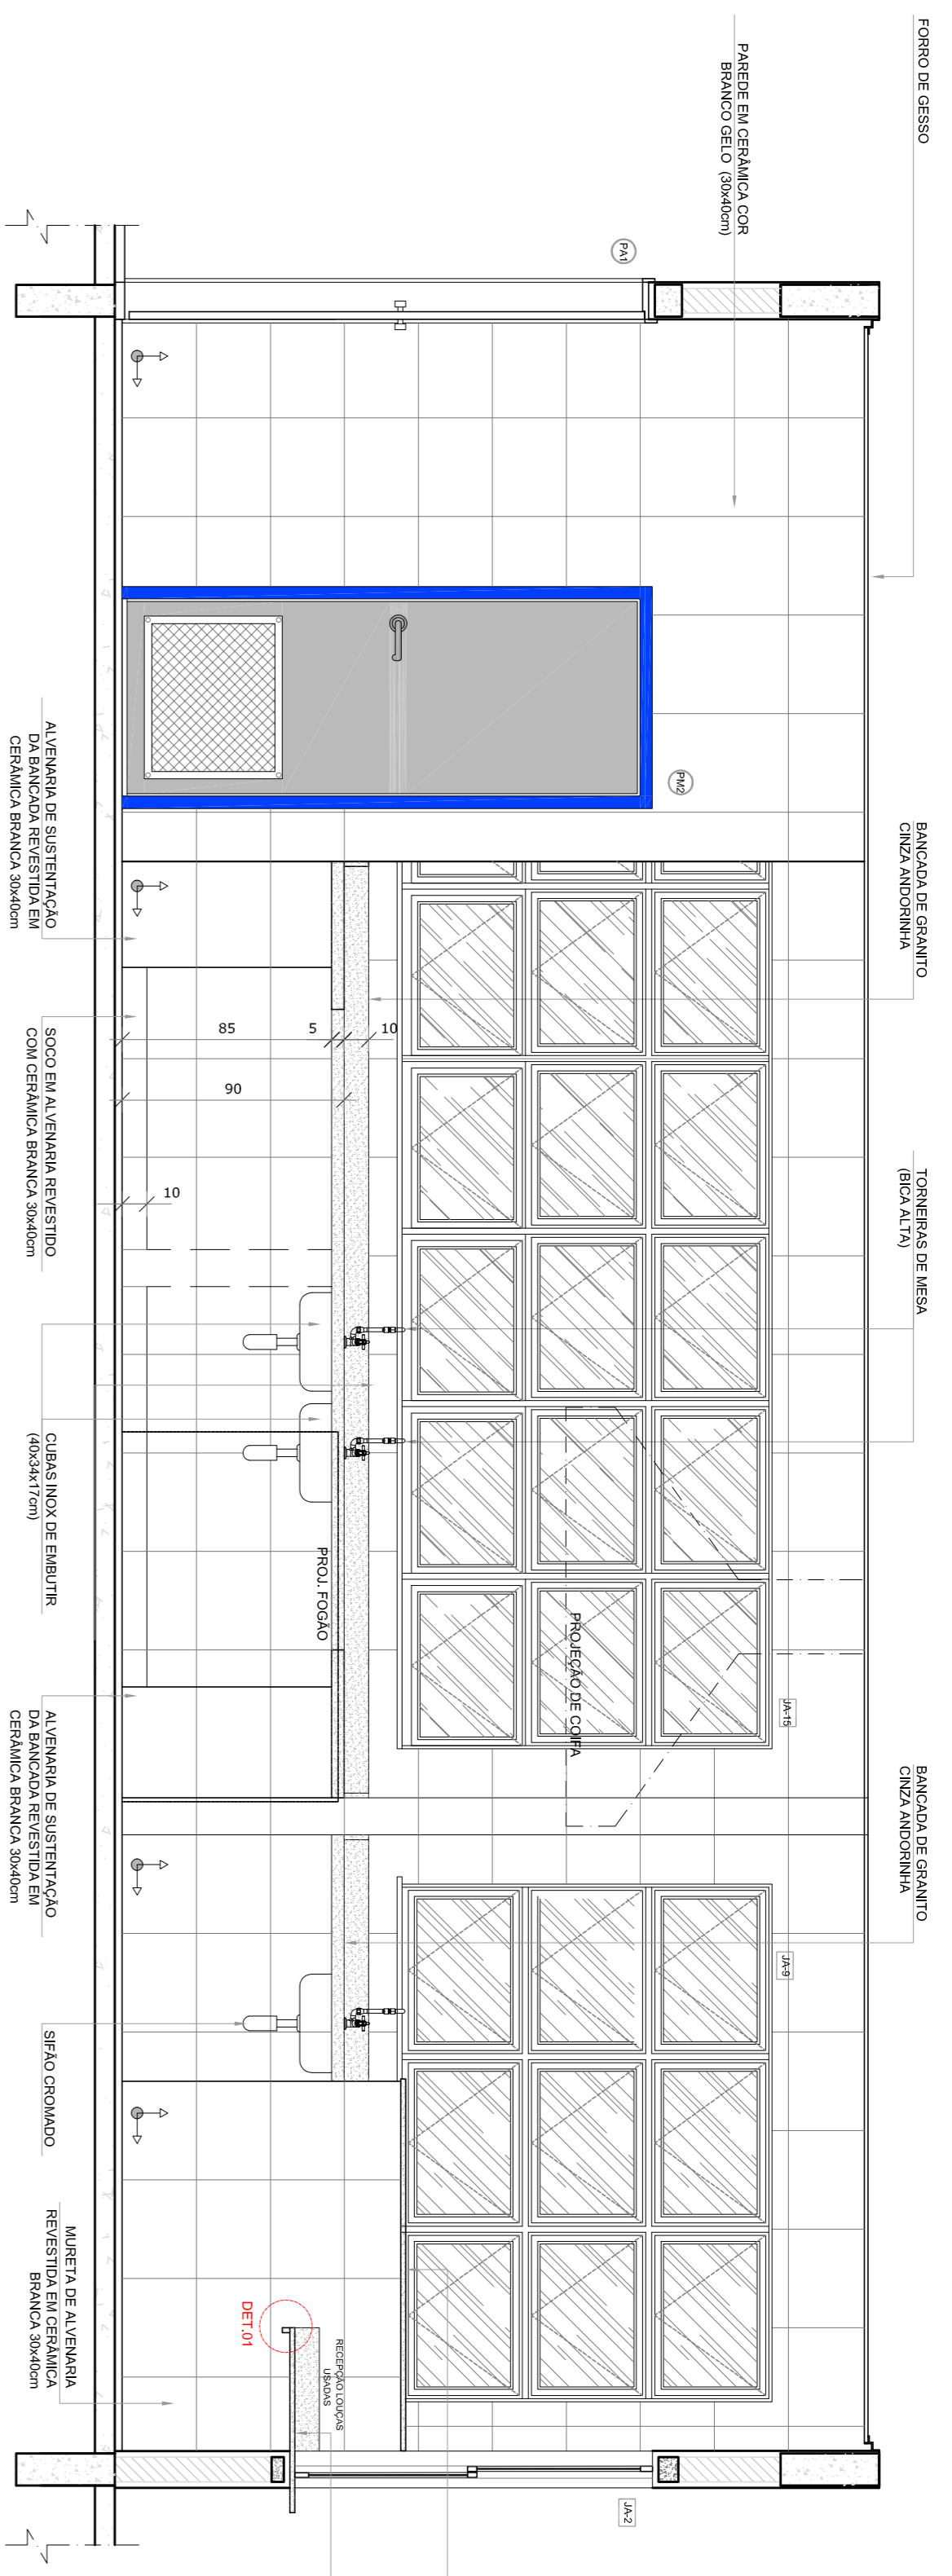 FORRO DE GESSO
PAREDE EM CERÂMICA COR
BRANCO GELO (30x40cm)
BANCADA DE GRANITO
CINZA ANDORINHA
TORNEIRAS DE MESA
(BICA ALTA)
BANCADA DE GRANITO
CINZA ANDORINHA
PA1
PM2
JA-15
JA-9
JA-2
PROJEÇÃO DE COIFA
PROJ. FOGÃO
10
5
85
90
10
RECEPÇÃO LOUÇAS
USADAS
DET.01
ALVENARIA DE SUSTENTAÇÃO
DA BANCADA REVESTIDA EM
CERÂMICA BRANCA 30x40cm
SOCO EM ALVENARIA REVESTIDO
COM CERÂMICA BRANCA 30x40cm
CUBAS INOX DE EMBUTIR
(40x34x17cm)
ALVENARIA DE SUSTENTAÇÃO
DA BANCADA REVESTIDA EM
CERÂMICA BRANCA 30x40cm
SIFÃO CROMADO
MURETA DE ALVENARIA
REVESTIDA EM CERÂMICA
BRANCA 30x40cm